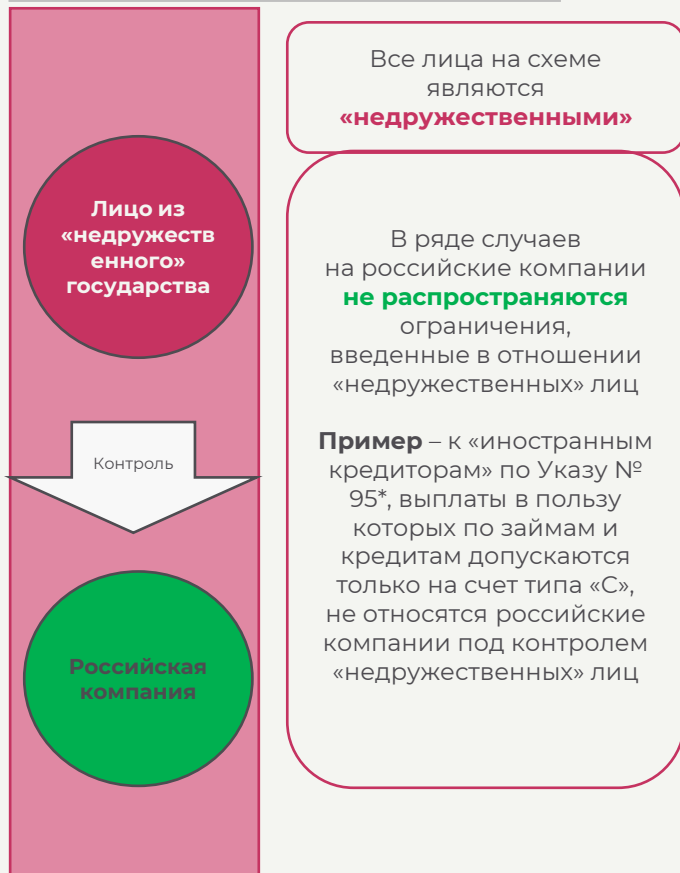 Все лица на схеме
являются
«недружественными»
Лицо из
«недружеств
енного»
государства
Контроль
Российская
компания
В ряде случаев
на российские компании
не распространяются
ограничения,
введенные в отношении
«недружественных» лиц
Пример – к «иностранным
кредиторам» по Указу №
95*, выплаты в пользу
которых по займам и
кредитам допускаются
только на счет типа «С»,
не относятся российские
компании под контролем
«недружественных» лиц